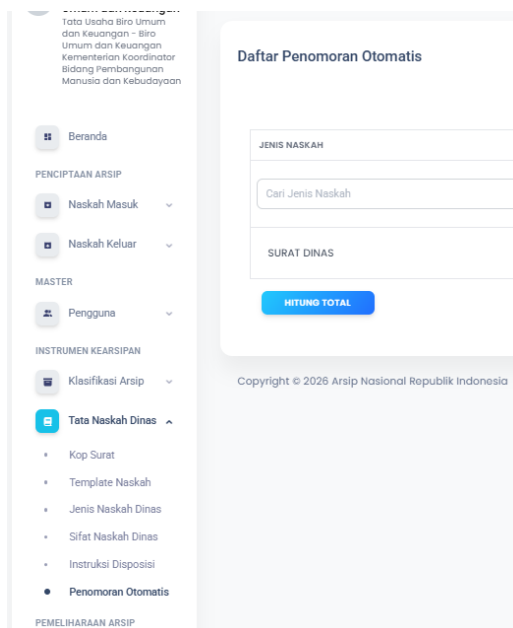 Umum dan Keuangan
Tata Usaha Biro Umum
dan Keuangan - Biro
Umum dan Keuangan
Kementerian Koordinator
Bidang Pembangunan
Manusia dan Kebudayaan
Beranda
PENCIPTAAN ARSIP
Naskah Masuk
Naskah Keluar
MASTER
Pengguna
INSTRUMEN KEARSIPAN
Klasifikasi Arsip
Tata Naskah Dinas
Kop Surat
Template Naskah
Jenis Naskah Dinas
Sifat Naskah Dinas
Instruksi Disposisi
Penomoran Otomatis
PEMELIHARAAN ARSIP
Daftar Penomoran Otomatis
JENIS NASKAH
Cari Jenis Naskah
SURAT DINAS
HITUNG TOTAL
Copyright © 2026 Arsip Nasional Republik Indonesia